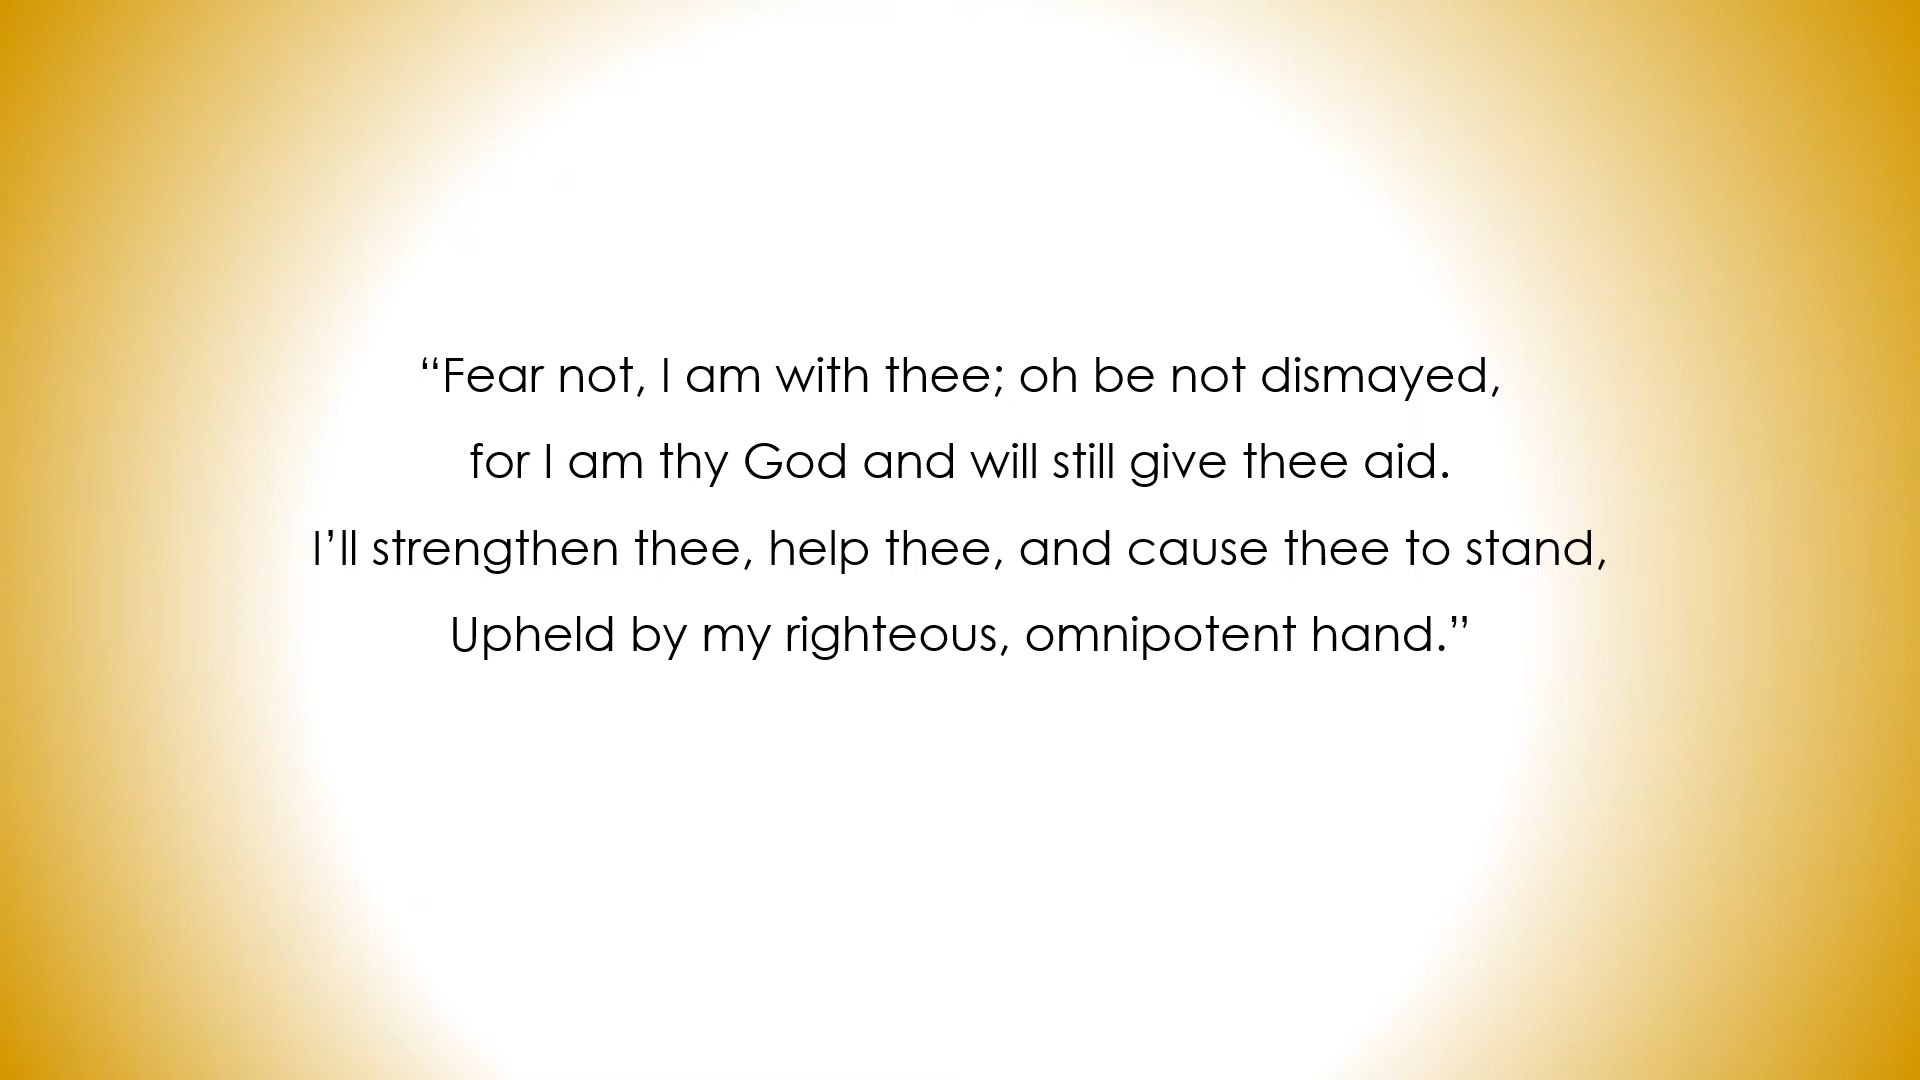 “Fear not, I am with thee; oh be not dismayed,
for I am thy God and will still give thee aid.
I’ll strengthen thee, help thee, and cause thee to stand,
Upheld by my righteous, omnipotent hand.”